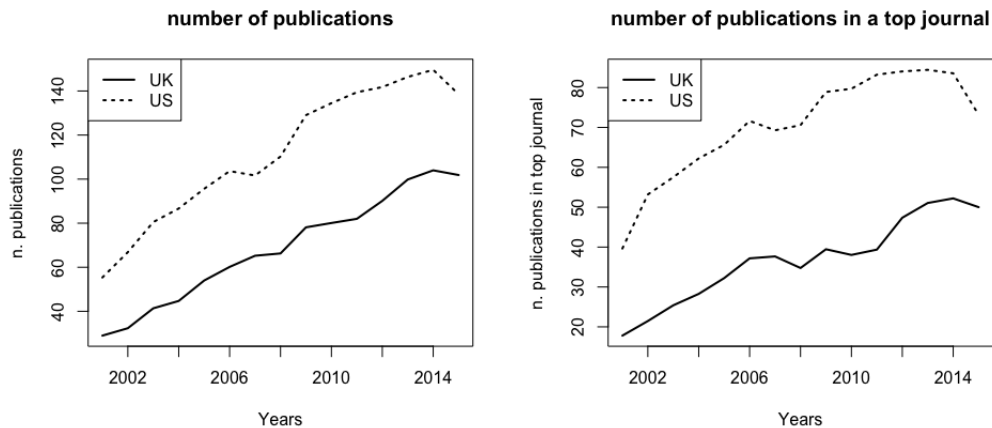 number of publications
UK
US
n. publications
140
120
100
80
60
40
2002
2006
2010
2014
Years
number of publications in a top journal
UK
US
n. publications in top journal
80
70
60
50
40
30
20
2002
2006
2010
2014
Years